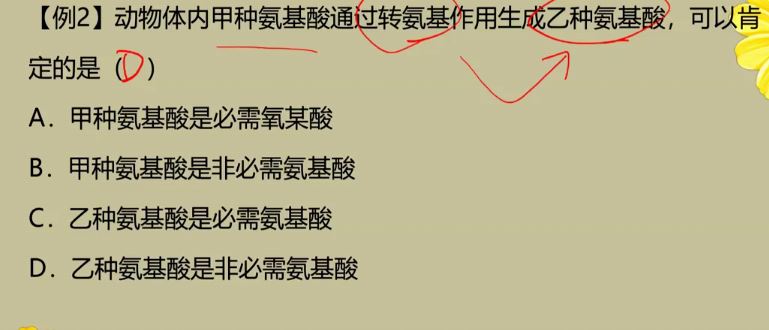 【例2】动物体内甲种氨基酸通过转氨基作用生成乙种氨基酸，可以肯
定的是（D）
A．甲种氨基酸是必需氧某酸
B．甲种氨基酸是非必需氨基酸
C．乙种氨基酸是必需氨基酸
D．乙种氨基酸是非必需氨基酸